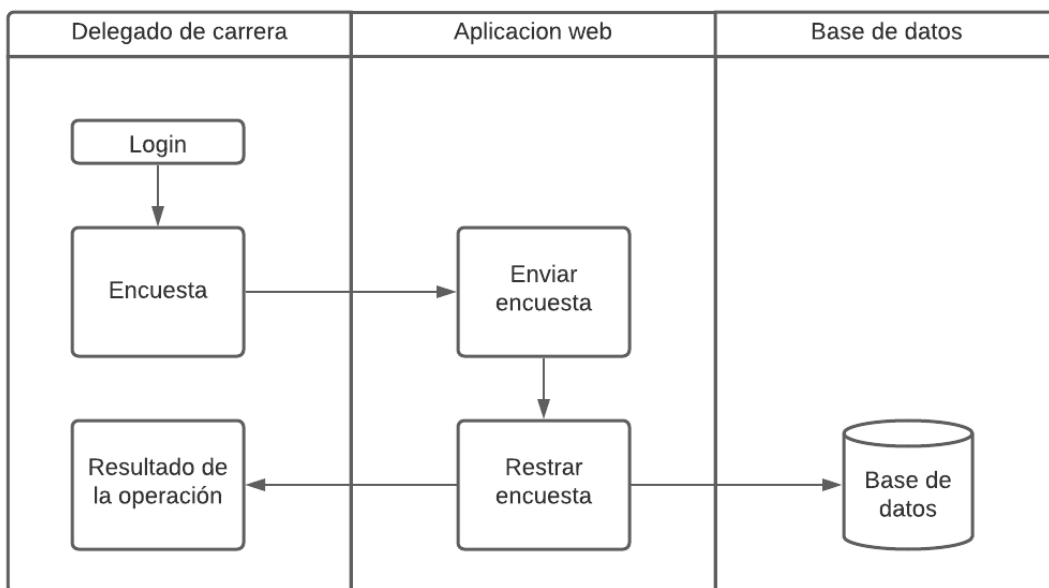 Delegado de carrera
Aplicacion web
Base de datos
Login
Encuesta
Enviar
encuesta
Resultado de
la operación
Restrar
encuesta
Base de
datos